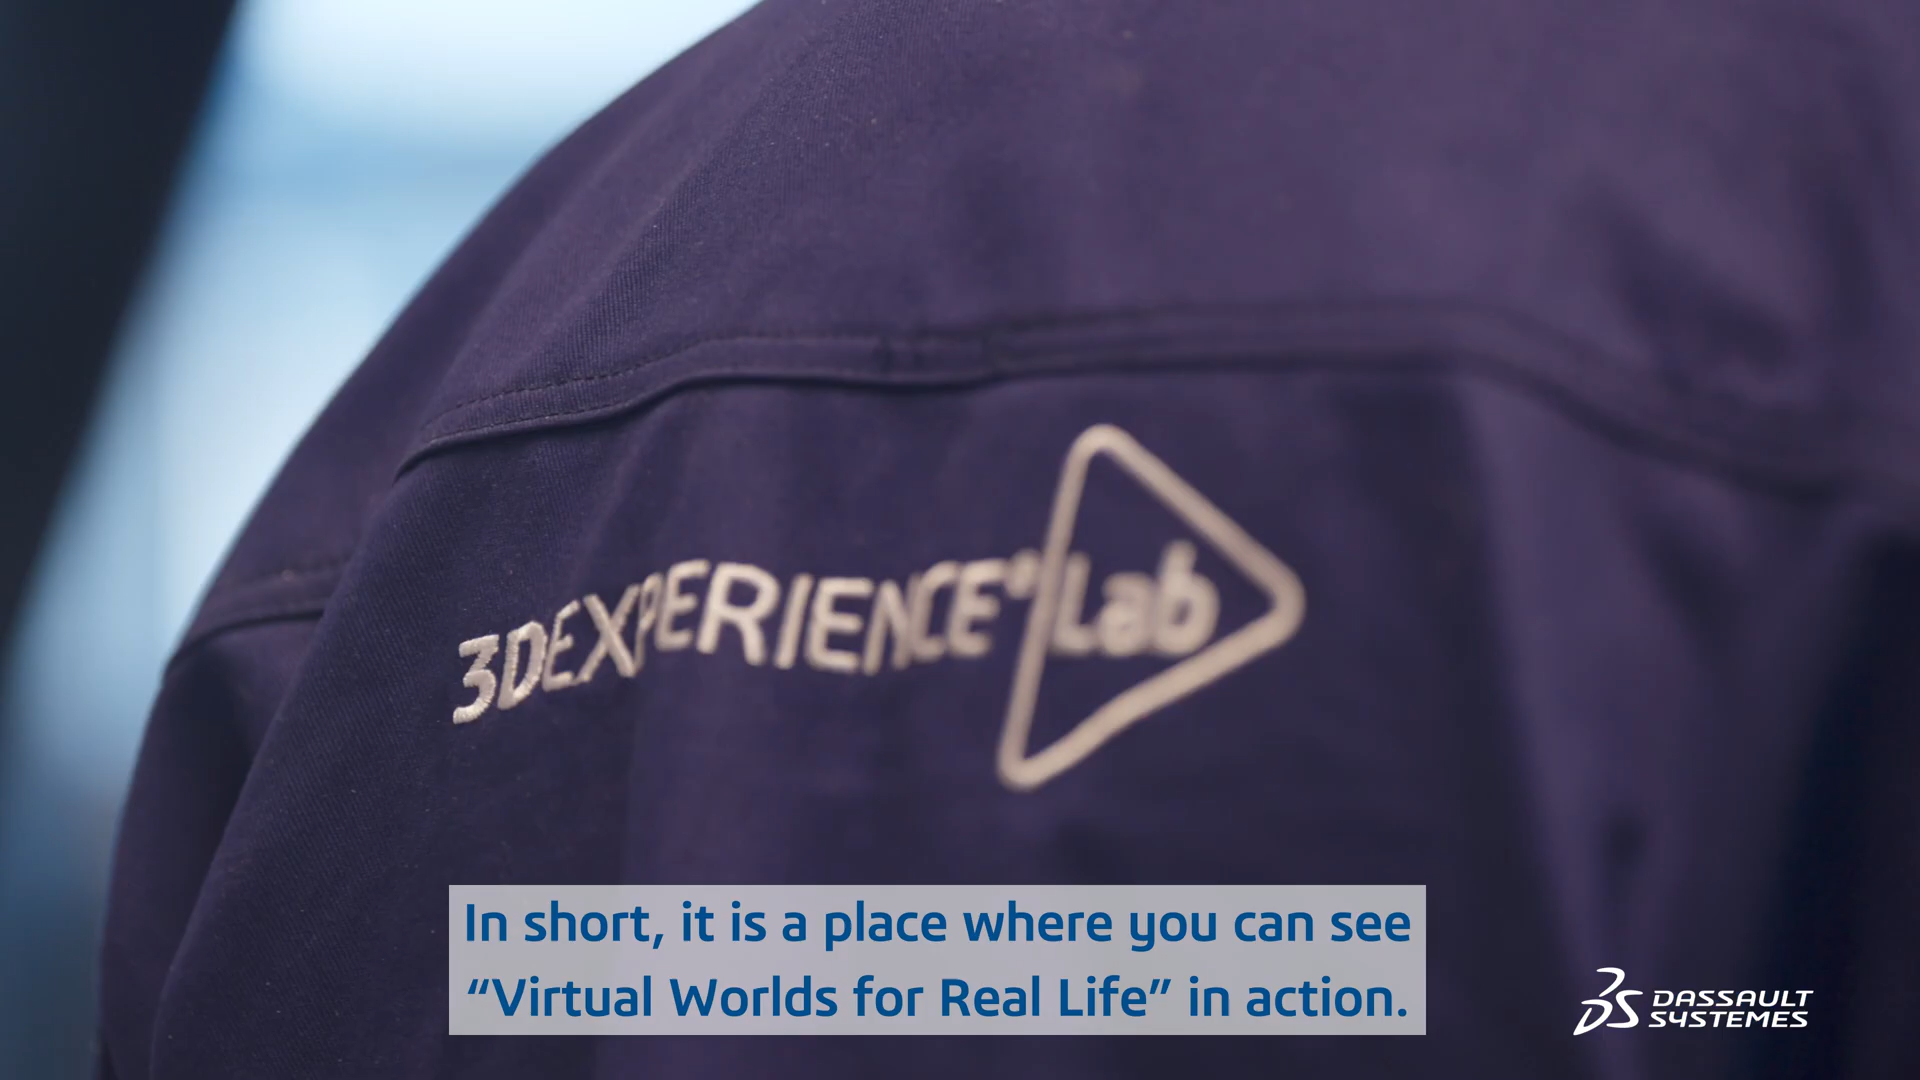 3DEXPERIENCE® Lab
In short, it is a place where you can see
“Virtual Worlds for Real Life” in action.
DASSAULT
SYSTEMES